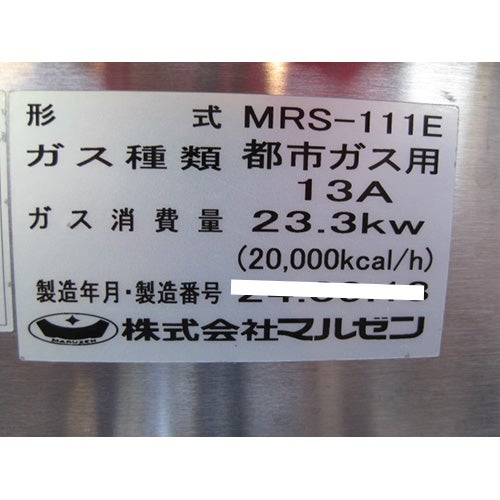 形 式 MRS-111E
ガス種類 都市ガス用
13A
ガス消費量 23.3kw
(20,000kcal/h)
製造年月・製造番号
MARUZEN 株式会社マルゼン